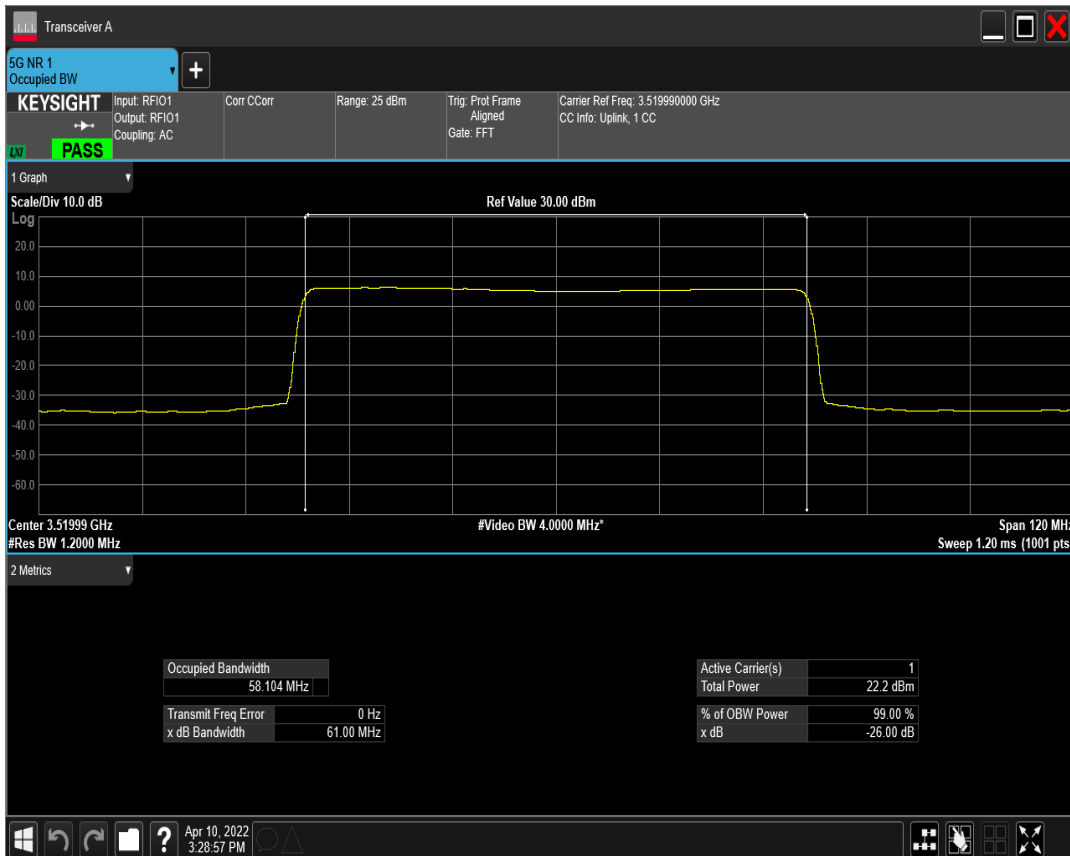 Transceiver A
5G NR 1
Occupied BW
+
KEYSIGHT
LXI
PASS
Input: RFIO1
Output: RFIO1
Coupling: AC
Corr CCorr
Range: 25 dBm
Trig: Prot Frame
Aligned
Gate: FFT
Carrier Ref Freq: 3.519990000 GHz
CC Info: Uplink, 1 CC
1 Graph
Scale/Div 10.0 dB
Ref Value 30.00 dBm
Log
20.0
10.0
0.00
-10.0
-20.0
-30.0
-40.0
-50.0
-60.0
Center 3.51999 GHz
#Video BW 4.0000 MHz*
Span 120 MHz
#Res BW 1.2000 MHz
Sweep 1.20 ms (1001 pts
2 Metrics
Occupied Bandwidth
58.104 MHz
Transmit Freq Error 0 Hz
x dB Bandwidth 61.00 MHz
Active Carrier(s) 1
Total Power 22.2 dBm
% of OBW Power 99.00 %
x dB -26.00 dB
?
Apr 10, 2022
3:28:57 PM